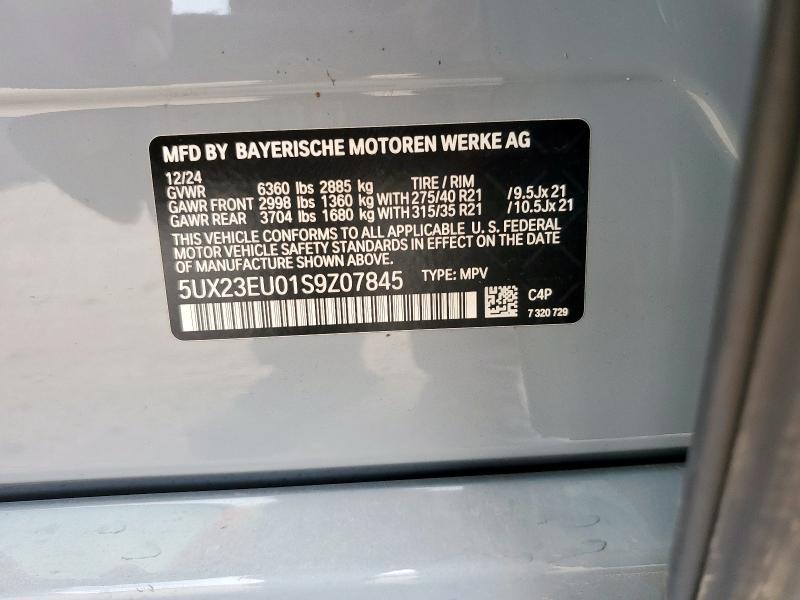 MFD BY BAYERISCHE MOTOREN WERKE AG
12/24
GVWR 6360 lbs 2885 kg TIRE / RIM
GAWR FRONT 2998 lbs 1360 kg WITH 275/40 R21 /9.5Jx21
GAWR REAR 3704 lbs 1680 kg WITH 315/35 R21 /10.5Jx21
THIS VEHICLE CONFORMS TO ALL APPLICABLE U. S. FEDERAL
MOTOR VEHICLE SAFETY STANDARDS IN EFFECT ON THE DATE
OF MANUFACTURE SHOWN ABOVE.
5UX23EU01S9Z07845 TYPE: MPV
C4P
7 320 729